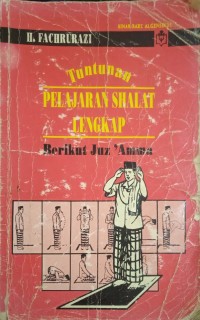 H. FACHRURAZI
Tuntunan
PELAJARAN SHALAT
LENGKAP
Berikut Juz 'Amma